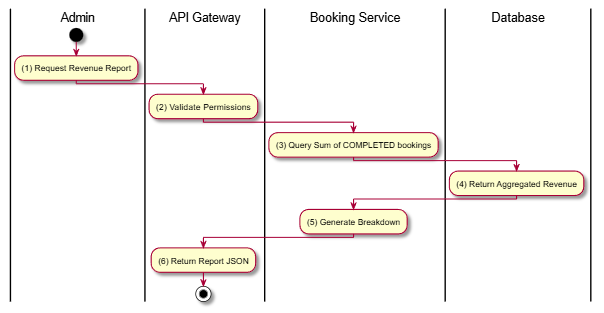 Admin
API Gateway
Booking Service
Database
(1) Request Revenue Report
(2) Validate Permissions
(3) Query Sum of COMPLETED bookings
(4) Return Aggregated Revenue
(5) Generate Breakdown
(6) Return Report JSON